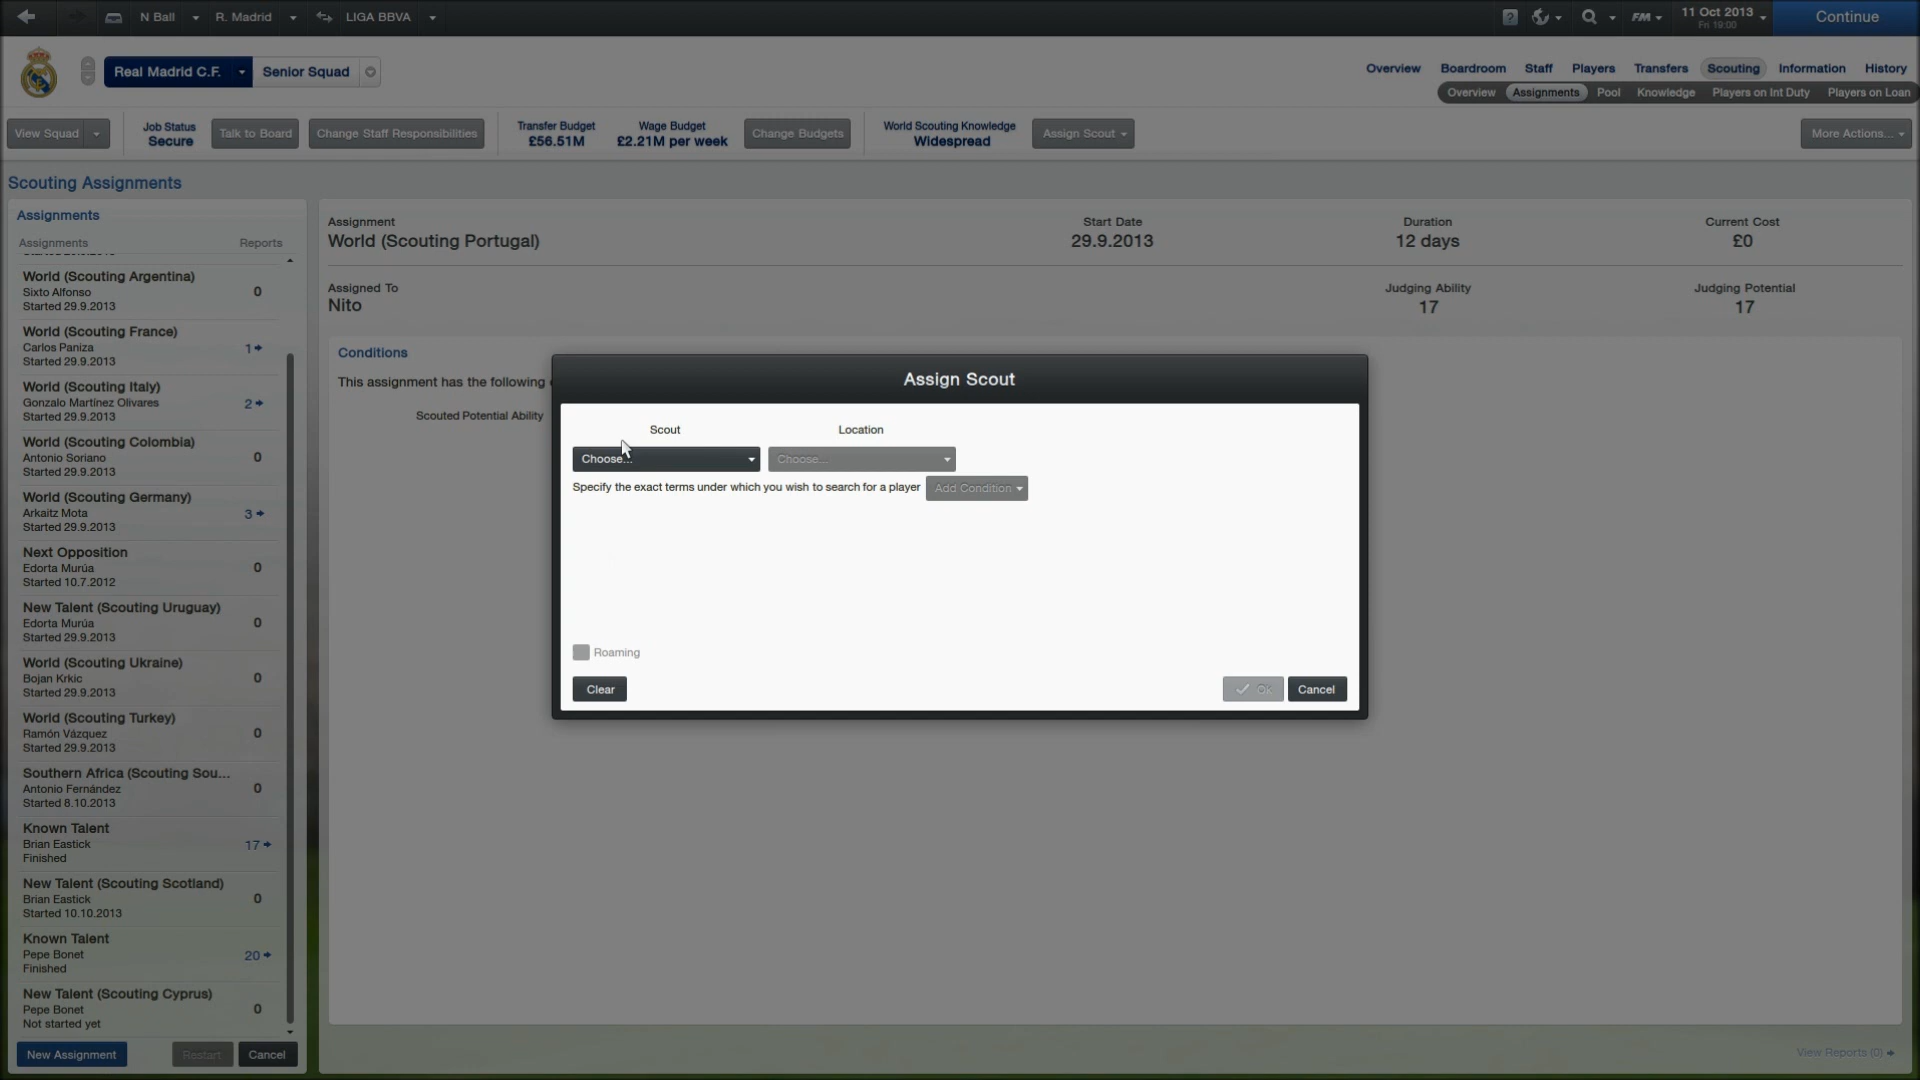 N Ball
R. Madrid
LIGA BBVA
?
FM
11 Oct 2013
Fri 19:00
Continue
Real Madrid C.F.
Senior Squad
Overview
Boardroom
Staff
Players
Transfers
Scouting
Information
History
Overview
Assignments
Pool
Knowledge
Players on Int Duty
Players on Loan
View Squad
Job Status
Secure
Talk to Board
Change Staff Responsibilities
Transfer Budget
£56.51M
Wage Budget
£2.21M per week
Change Budgets
World Scouting Knowledge
Widespread
Assign Scout
More Actions...
Scouting Assignments
Assignments
Assignments Reports
World (Scouting Argentina)
Sixto Alfonso 0
Started 29.9.2013
World (Scouting France)
Carlos Paniza 1
Started 29.9.2013
World (Scouting Italy)
Gonzalo Martínez Olivares 2
Started 29.9.2013
World (Scouting Colombia)
Antonio Soriano 0
Started 29.9.2013
World (Scouting Germany)
Arkaitz Mota 3
Started 29.9.2013
Next Opposition
Edorta Murúa 0
Started 10.7.2012
New Talent (Scouting Uruguay)
Edorta Murúa 0
Started 29.9.2013
World (Scouting Ukraine)
Bojan Krkic 0
Started 29.9.2013
World (Scouting Turkey)
Ramón Vázquez 0
Started 29.9.2013
Southern Africa (Scouting Sou...
Antonio Fernández 0
Started 8.10.2013
Known Talent
Brian Eastick 17
Finished
New Talent (Scouting Scotland)
Brian Eastick 0
Started 10.10.2013
Known Talent
Pepe Bonet 20
Finished
New Talent (Scouting Cyprus)
Pepe Bonet 0
Not started yet
New Assignment
Restart
Cancel
Assignment
World (Scouting Portugal)
Start Date
29.9.2013
Duration
12 days
Current Cost
£0
Assigned To
Nito
Judging Ability
17
Judging Potential
17
Conditions
This assignment has the following
Scouted Potential Ability
Assign Scout
Scout
Location
Choose...
Choose...
Specify the exact terms under which you wish to search for a player
Add Condition
Roaming
Clear
Ok
Cancel
View Reports (0)